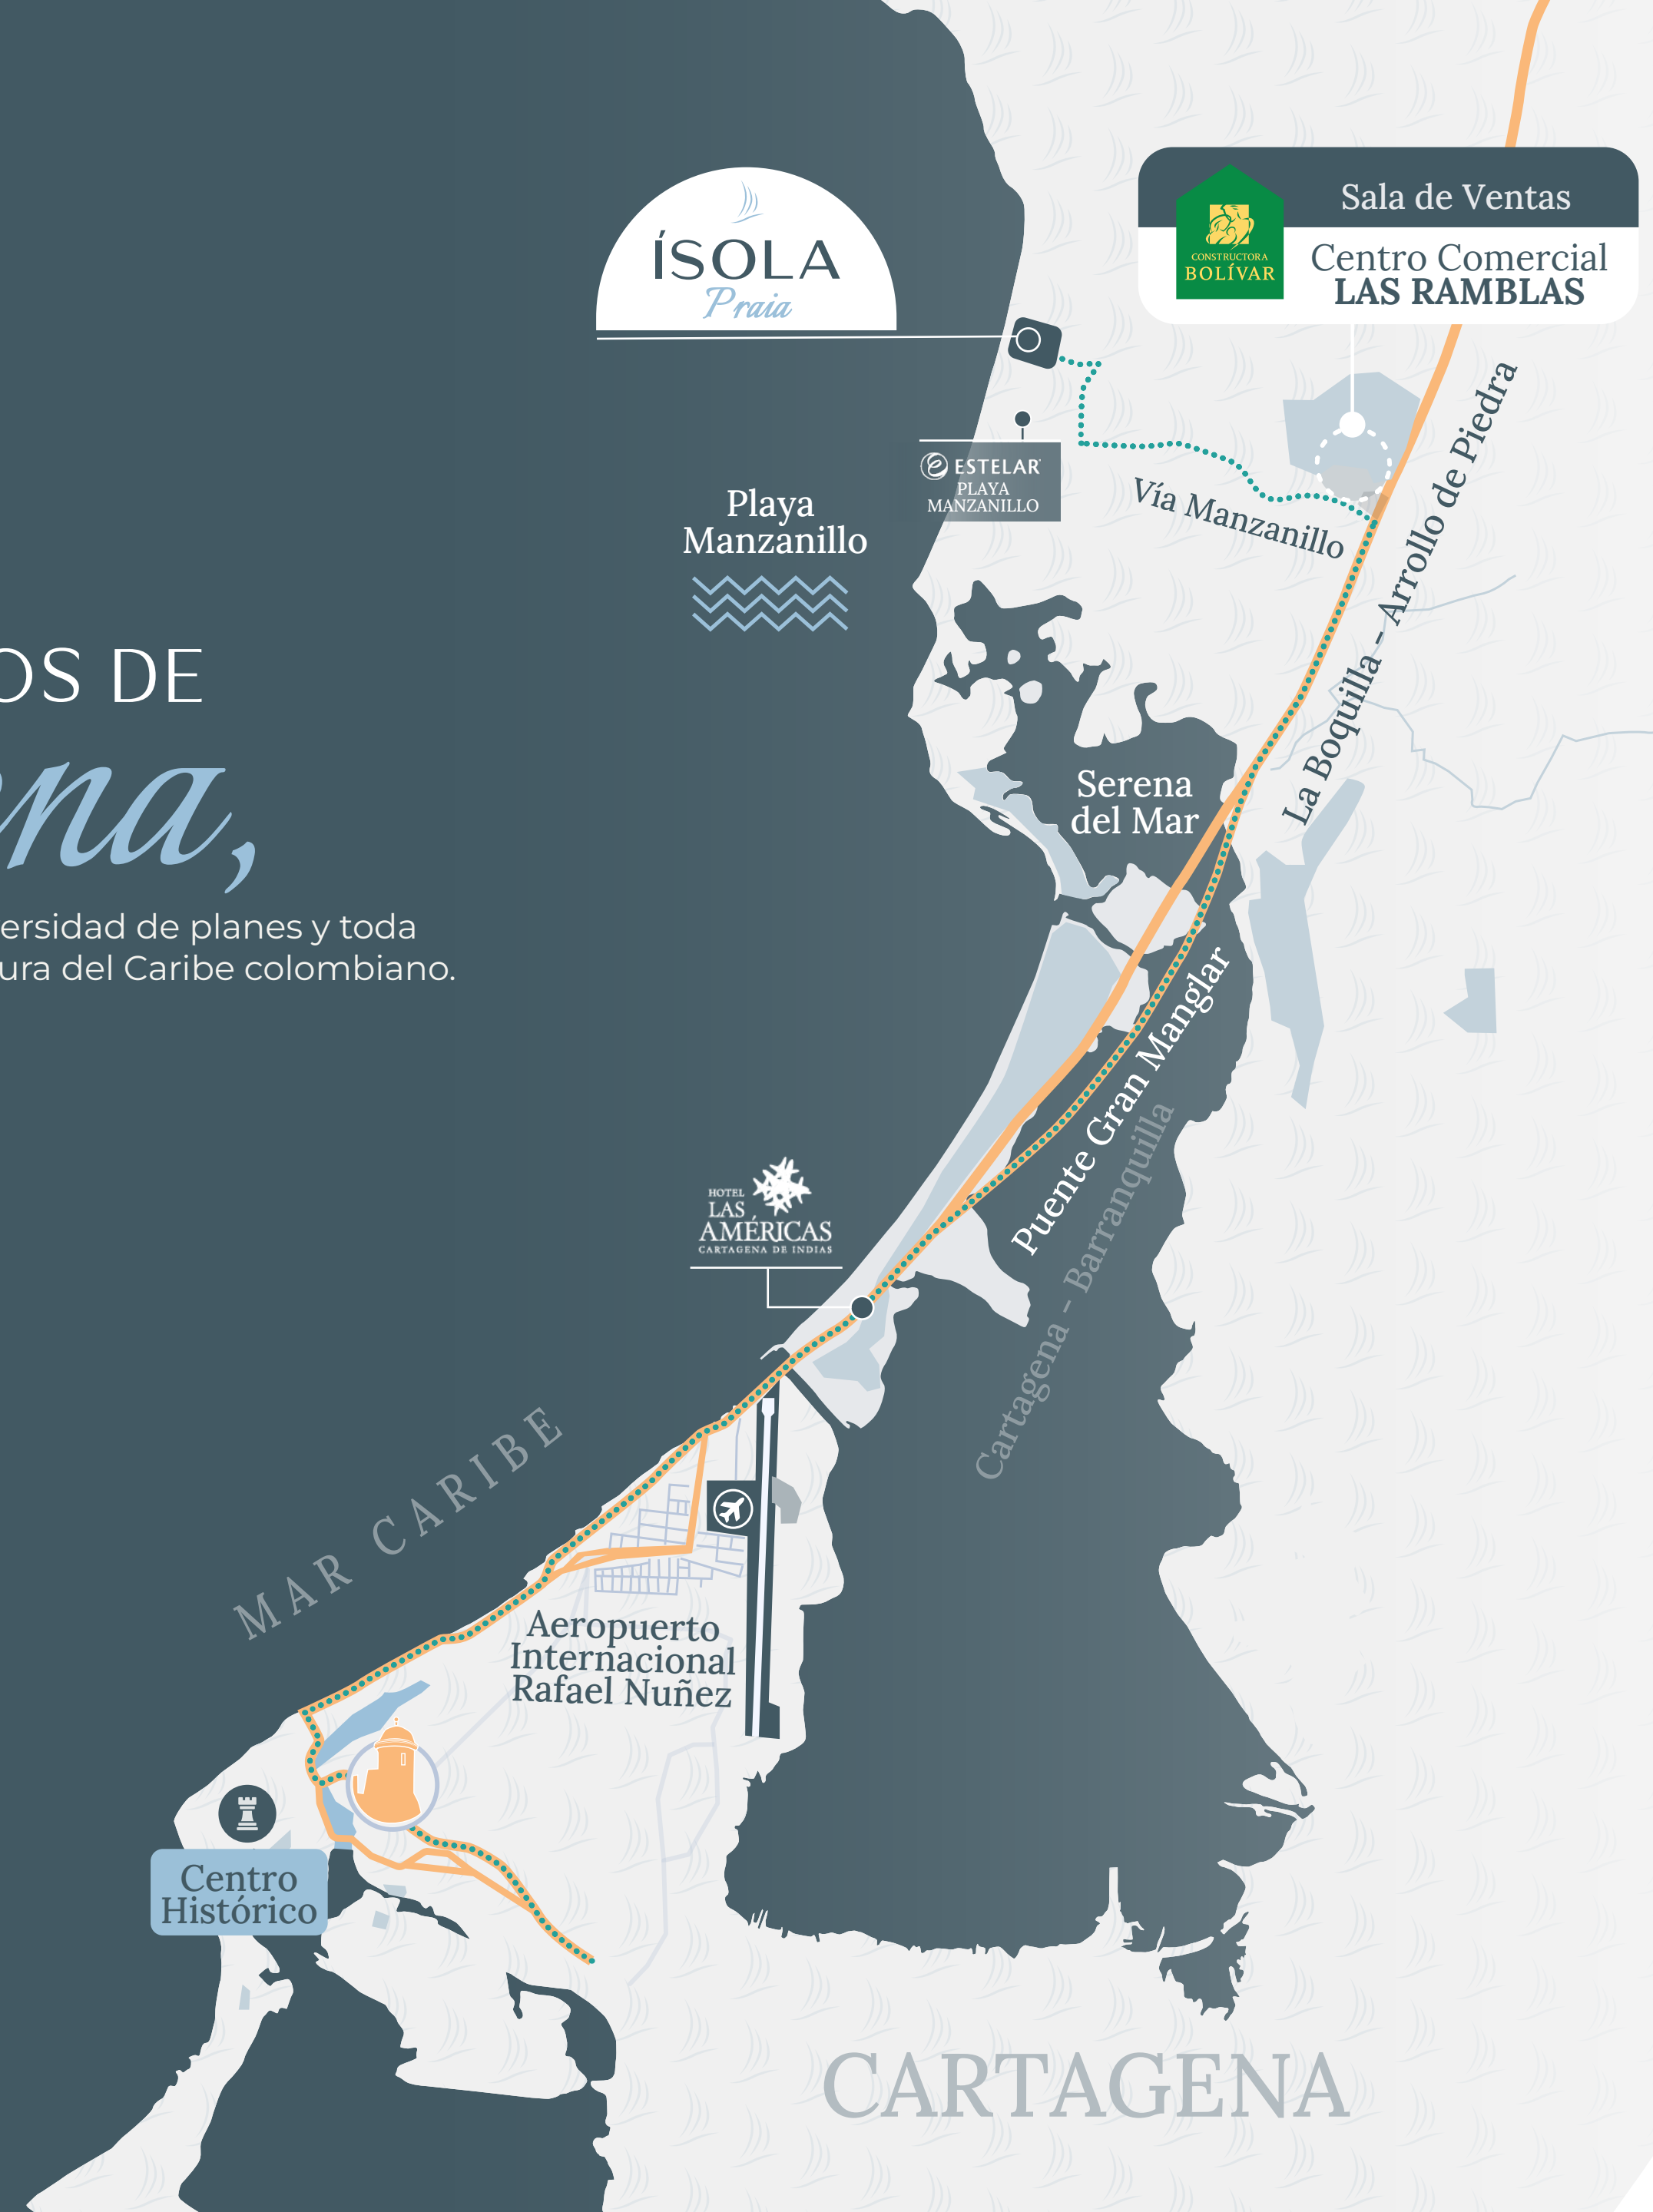 Sala de Ventas
CONSTRUCTORA
BOLÍVAR
Centro Comercial
LAS RAMBLAS
ÍSOLA
Praia
ESTELAR
PLAYA
MANZANILLO
Playa
Manzanillo
Vía Manzanillo
La Boquilla - Arrollo de Piedra
OS DE
na,
ersidad de planes y toda
ura del Caribe colombiano.
Serena
del Mar
Puente Gran Manglar
Cartagena - Barranquilla
HOTEL
LAS
AMÉRICAS
CARTAGENA DE INDIAS
MAR CARIBE
Aeropuerto
Internacional
Rafael Nuñez
Centro
Histórico
CARTAGENA